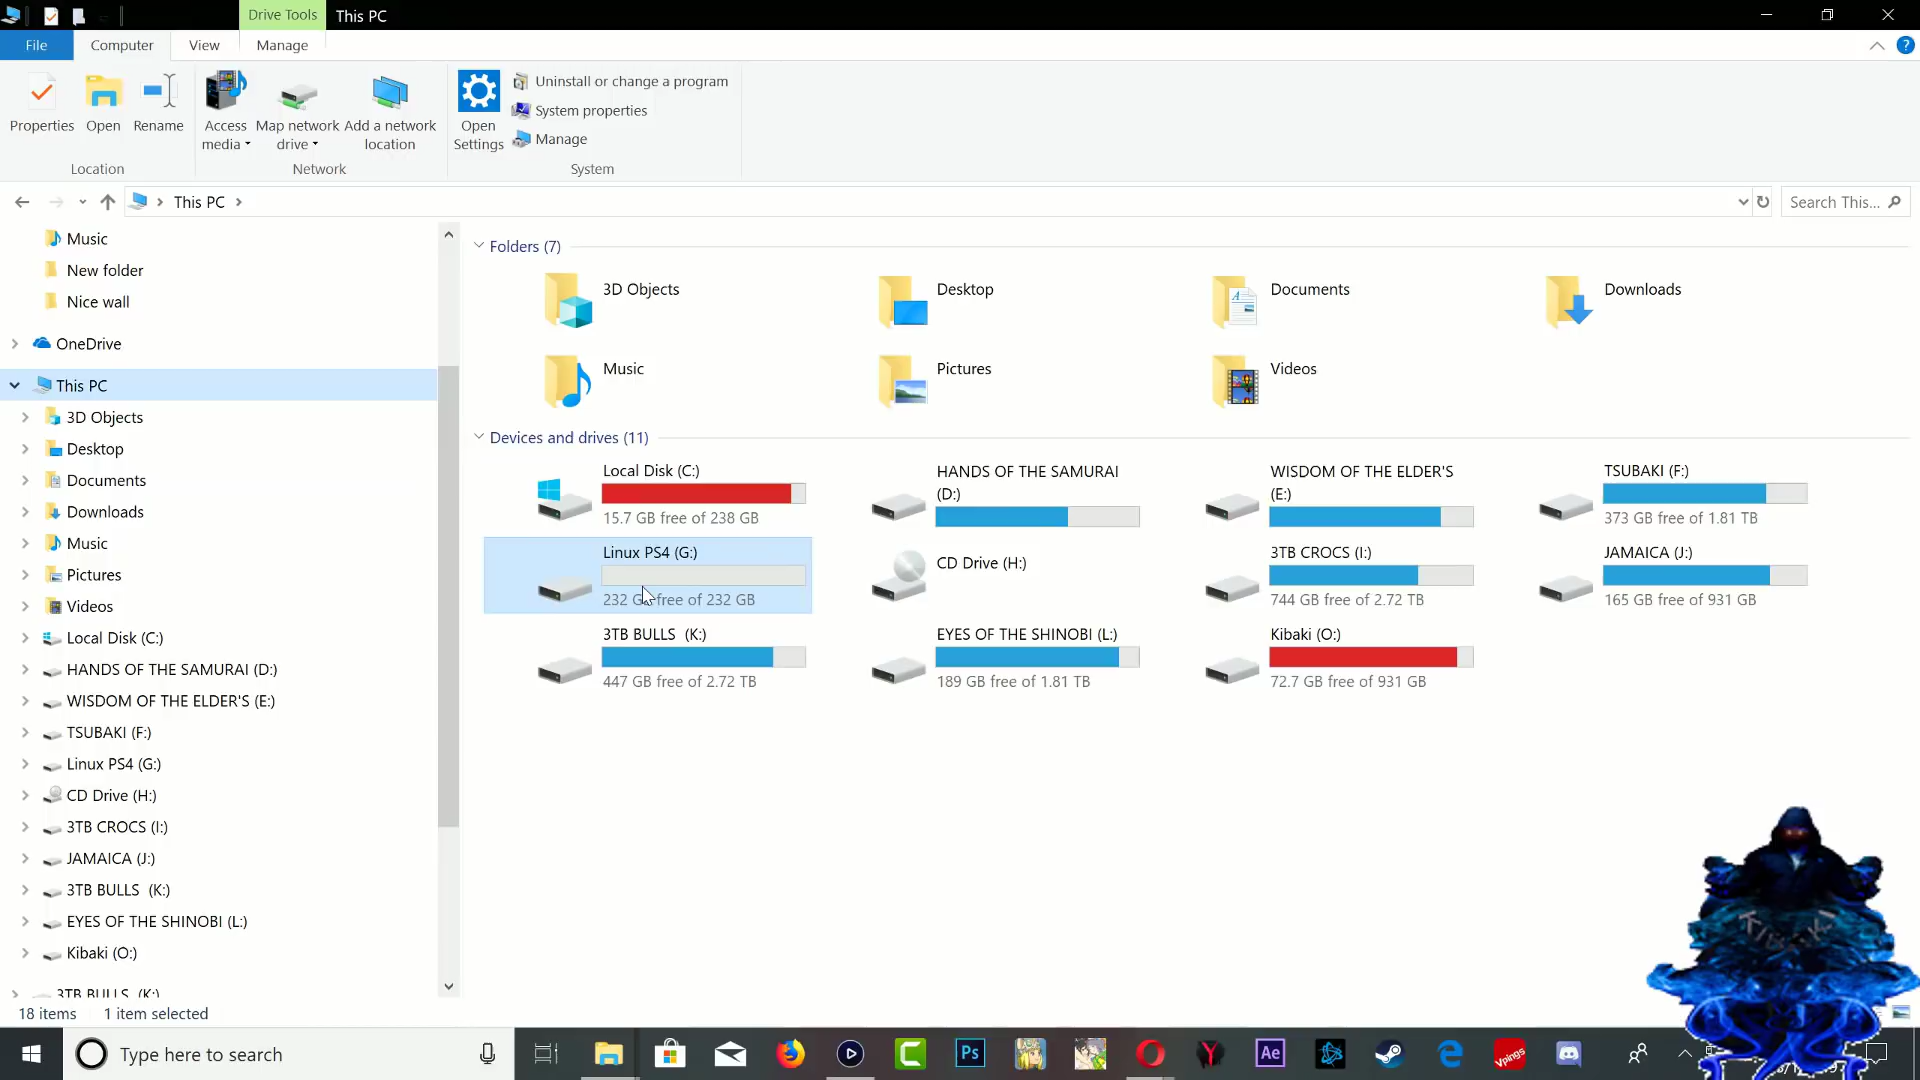 Drive Tools
This PC
File
Computer
View
Manage
Properties
Open
Rename
Access media
Map network drive
Add a network location
Open Settings
Uninstall or change a program
System properties
Manage
Location
Network
System
This PC
Search This...
Music
New folder
Nice wall
OneDrive
This PC
3D Objects
Desktop
Documents
Downloads
Music
Pictures
Videos
Local Disk (C:)
HANDS OF THE SAMURAI (D:)
WISDOM OF THE ELDER'S (E:)
TSUBAKI (F:)
Linux PS4 (G:)
CD Drive (H:)
3TB CROCS (I:)
JAMAICA (J:)
3TB BULLS (K:)
EYES OF THE SHINOBI (L:)
Kibaki (O:)
3TB BULLS (K:)
Folders (7)
3D Objects
Desktop
Documents
Downloads
Music
Pictures
Videos
Devices and drives (11)
Local Disk (C:)
15.7 GB free of 238 GB
HANDS OF THE SAMURAI
(D:)
WISDOM OF THE ELDER'S
(E:)
TSUBAKI (F:)
373 GB free of 1.81 TB
Linux PS4 (G:)
232 GB free of 232 GB
CD Drive (H:)
3TB CROCS (I:)
744 GB free of 2.72 TB
JAMAICA (J:)
165 GB free of 931 GB
3TB BULLS (K:)
447 GB free of 2.72 TB
EYES OF THE SHINOBI (L:)
189 GB free of 1.81 TB
Kibaki (O:)
72.7 GB free of 931 GB
18 items
1 item selected
Type here to search
Ps
Ae
Vpings